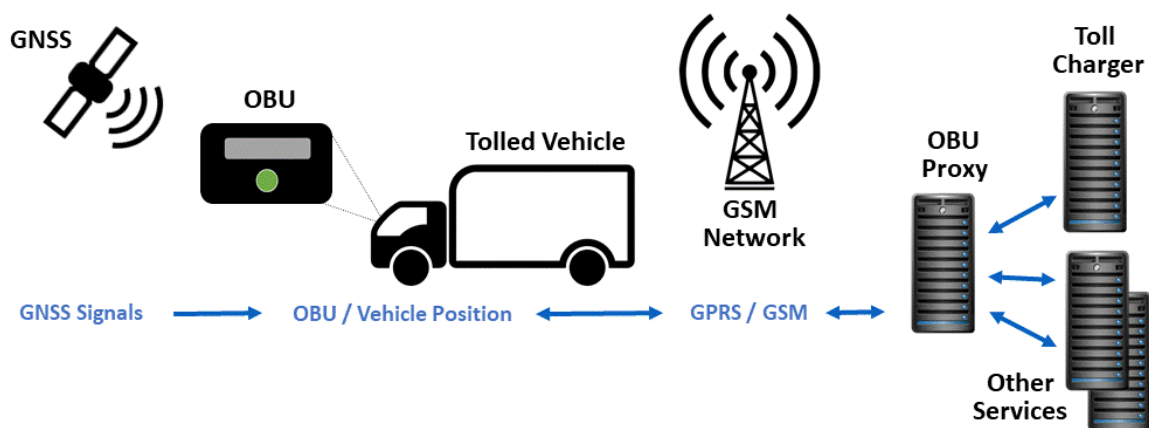 GNSS
OBU
Tolled Vehicle
GSM
Network
OBU
Proxy
Toll
Charger
Other
Services
GNSS Signals
OBU / Vehicle Position
GPRS / GSM